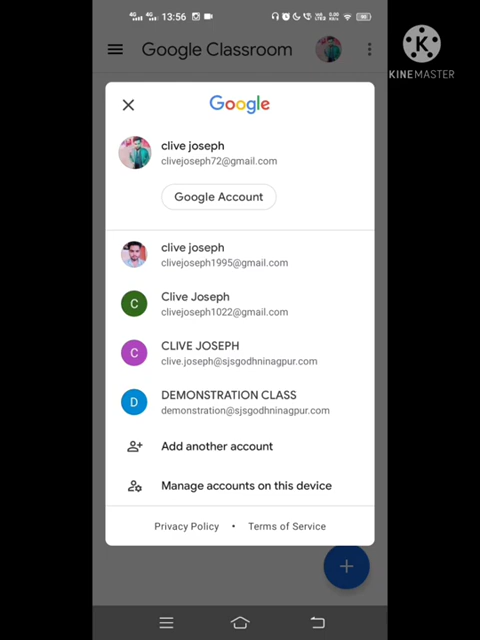 13:56
Google Classroom
KINEMASTER
Google
clive joseph
clivejoseph72@gmail.com
Google Account
clive joseph
clivejoseph1995@gmail.com
C
Clive Joseph
clivejoseph1022@gmail.com
C
CLIVE JOSEPH
clive.joseph@sjsgodhninagpur.com
D
DEMONSTRATION CLASS
demonstration@sjsgodhninagpur.com
Add another account
Manage accounts on this device
Privacy Policy • Terms of Service